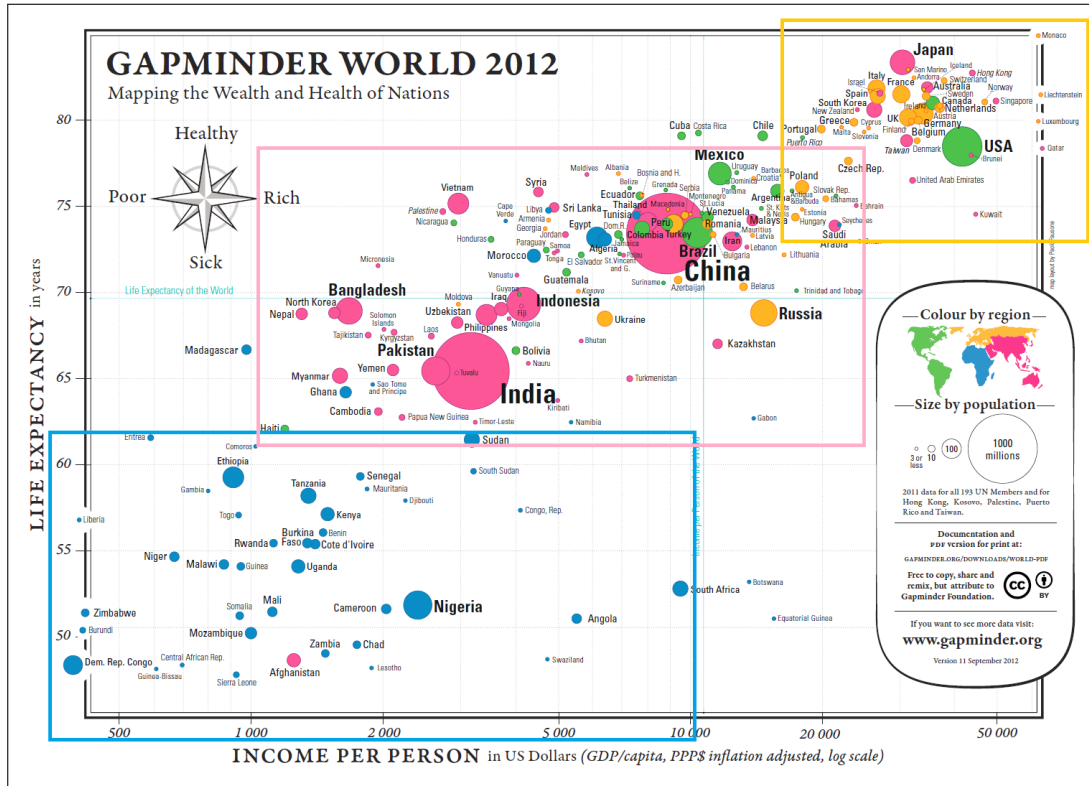 GAPMINDER WORLD 2012
Mapping the Wealth and Health of Nations
Healthy
Poor
Rich
Sick
LIFE EXPECTANCY in years
80
75
70
65
60
55
50
Life Expectancy of the World
Monaco
Japan
San Marino
Andorra
Iceland
Hong Kong
Italy
France
Switzerland
Israel
Spain
Australia
Sweden
Norway
Singapore
Liechtenstein
South Korea
New Zealand
Ireland
Canada
Netherlands
Luxembourg
Greece
Malta
Cyprus
Slovenia
UK
Germany
Austria
Finland
Belgium
Taiwan
Denmark
USA
Brunei
Qatar
Cuba
Costa Rica
Chile
Portugal
Puerto Rico
Czech Rep.
United Arab Emirates
Mexico
Uruguay
Panama
Dominica
Croatia
Poland
Slovak Rep.
Bahamas
Bahrain
Kuwait
Argentina
Antigua
& Barbuda
St. Kitts
& Nevis
Estonia
Hungary
Seychelles
Saudi
Arabia
Malaysia
Mauritius
Latvia
Lebanon
Lithuania
Maldives
Albania
Bosnia and H.
Belize
Grenada
Serbia
Ecuador
Macedonia
St.Lucia
Thailand
Romania
Venezuela
Tunisia
Peru
Colombia
Turkey
Iran
Bulgaria
Brazil
China
Vietnam
Syria
Palestine
Nicaragua
Cape
Verde
Libya
Sri Lanka
Armenia
Georgia
Egypt
Dom.R.
Jamaica
Honduras
Jordan
Paraguay
Samoa
Tonga
Algeria
Palau
St.Vincent
and G.
El Salvador
Morocco
Guatemala
Micronesia
Vanuatu
Guyana
Kosovo
Suriname
Azerbaijan
Belarus
Trinidad and Tobago
Bangladesh
North Korea
Nepal
Moldova
Iraq
Indonesia
Fiji
Uzbekistan
Philippines
Mongolia
Ukraine
Russia
Solomon
Islands
Tajikistan
Kyrgyzstan
Laos
Bhutan
Kazakhstan
Madagascar
Pakistan
Bolivia
Nauru
Myanmar
Yemen
Tuvalu
India
Turkmenistan
Ghana
Sao Tome
and Principe
Kiribati
Cambodia
Papua New Guinea
Timor-Leste
Namibia
Gabon
Haiti
Eritrea
Comoros
Sudan
Ethiopia
Senegal
South Sudan
Gambia
Tanzania
Mauritania
Djibouti
Liberia
Togo
Kenya
Congo, Rep.
Burkina
Faso
Benin
Rwanda
Cote d'Ivoire
Niger
Malawi
Guinea
Uganda
South Africa
Botswana
Zimbabwe
Somalia
Mali
Cameroon
Nigeria
Angola
Equatorial Guinea
Burundi
Mozambique
Zambia
Chad
Dem. Rep. Congo
Central African Rep.
Guinea-Bissau
Sierra Leone
Afghanistan
Lesotho
Swaziland
Income per Person of the World
Colour by region
Size by population
3 or
less
10
100
1000
millions
2011 data for all 193 UN Members and for
Hong Kong, Kosovo, Palestine, Puerto
Rico and Taiwan.
Documentation and
PDF version for print at:
GAPMINDER.ORG/DOWNLOADS/WORLD-PDF
Free to copy, share and
remix, but attribute to
Gapminder Foundation.
CC
BY
If you want to see more data visit:
www.gapminder.org
Version 11 September 2012
500
1 000
2 000
5 000
10 000
20 000
50 000
INCOME PER PERSON in US Dollars (GDP/capita, PPP$ inflation adjusted, log scale)